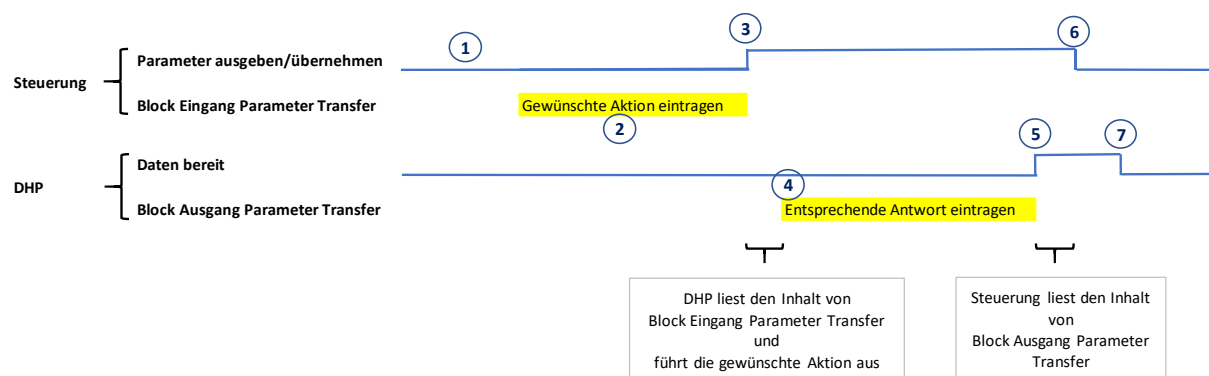 1
3
6
Parameter ausgeben/übernehmen
Steuerung
Block Eingang Parameter Transfer
Gewünschte Aktion eintragen
2
5
7
Daten bereit
DHP
4
Block Ausgang Parameter Transfer
Entsprechende Antwort eintragen
DHP liest den Inhalt von
Block Eingang Parameter Transfer
und
führt die gewünschte Aktion aus
Steuerung liest den Inhalt
von
Block Ausgang Parameter
Transfer